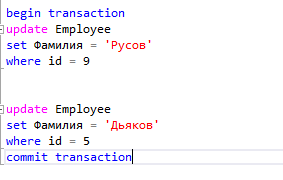 begin transaction
update Employee
set Фамилия = 'Русов'
where id = 9
update Employee
set Фамилия = 'Дьяков'
where id = 5
commit transaction